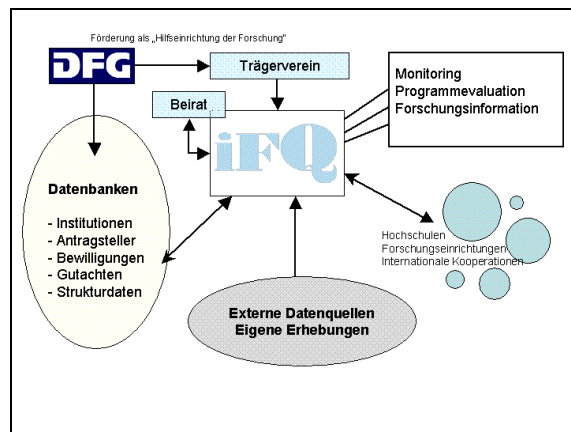 Förderung als „Hilfseinrichtung der Forschung"
DFG
Trägerverein
Beirat
iFQ
Monitoring
Programmevaluation
Forschungsinformation
Datenbanken
- Institutionen
- Antragsteller
- Bewilligungen
- Gutachten
- Strukturdaten
Hochschulen
Forschungseinrichtungen
Internationale Kooperationen
Externe Datenquellen
Eigene Erhebungen